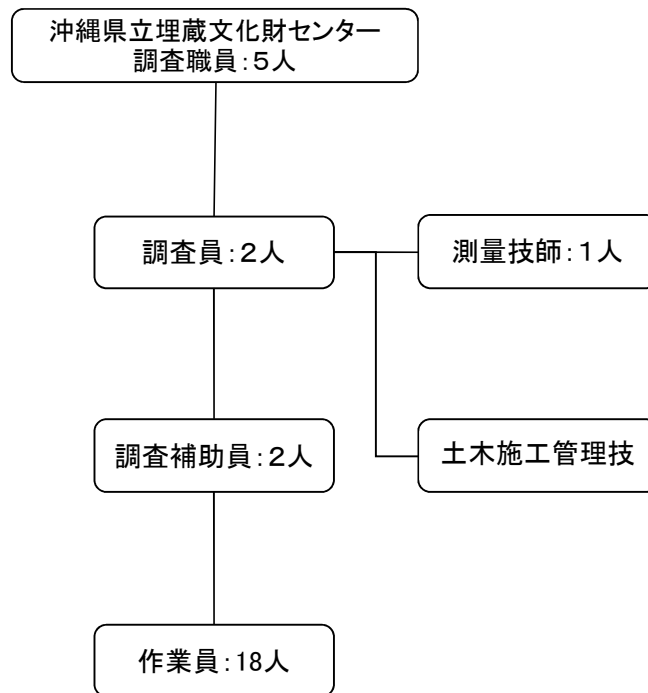 沖縄県立埋蔵文化財センター
調査職員：５人
調査員：２人
測量技師：１人
調査補助員：２人
土木施工管理技
作業員：18人